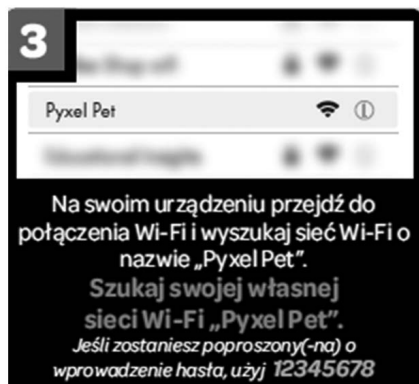 3
Pyxel Pet
Na swoim urządzeniu przejdź do
połączenia Wi-Fi i wyszukaj sieć Wi-Fi o
nazwie „Pyxel Pet”.
Szukaj swojej własnej
sieci Wi-Fi „Pyxel Pet”.
Jeśli zostaniesz poproszony(-na) o
wprowadzenie hasła, użyj 12345678